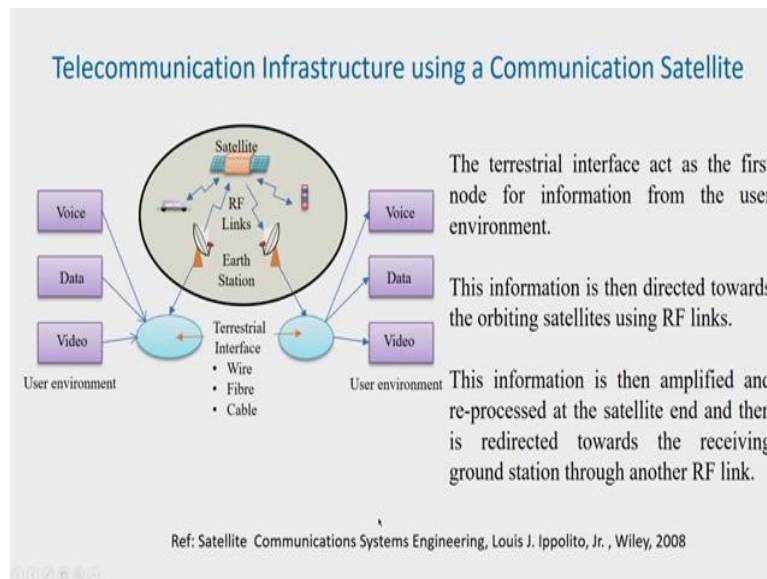 Telecommunication Infrastructure using a Communication Satellite
Satellite
RF
Links
Earth
Station
Voice
Data
Video
User environment
Terrestrial
Interface
• Wire
• Fibre
• Cable
Voice
Data
Video
User environment
The terrestrial interface act as the firs
node for information from the user
environment.
This information is then directed towards
the orbiting satellites using RF links.
This information is then amplified and
re-processed at the satellite end and then
is redirected towards the receiving
ground station through another RF link.
Ref: Satellite Communications Systems Engineering, Louis J. Ippolito, Jr. , Wiley, 2008